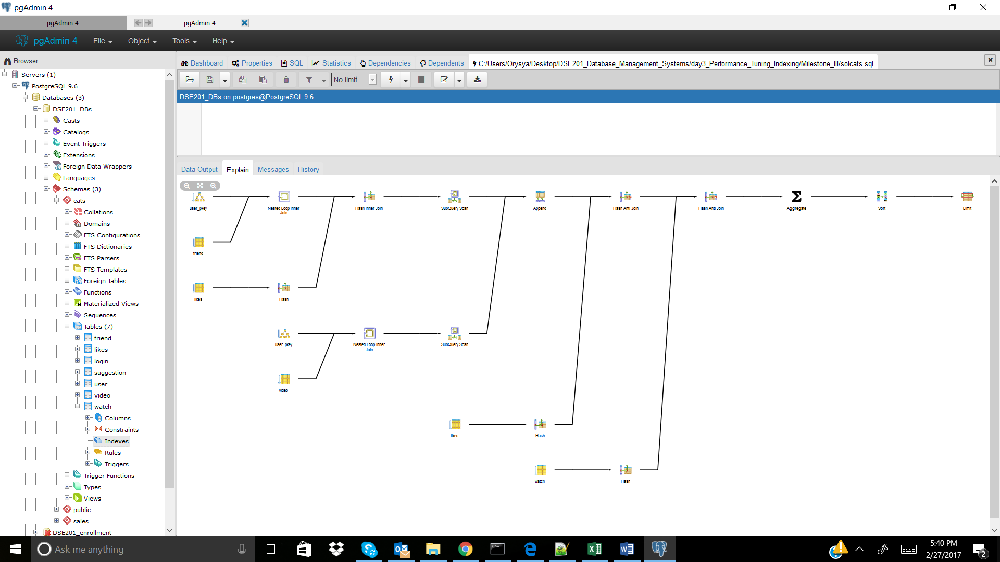 pgAdmin 4
pgAdmin 4
pgAdmin 4
pgAdmin 4 File Object Tools Help
Browser
Servers (1)
PostgreSQL 9.6
Databases (3)
DSE201_DBs
Casts
Catalogs
Event Triggers
Extensions
Foreign Data Wrappers
Languages
Schemas (3)
cats
Collations
Domains
FTS Configurations
FTS Dictionaries
FTS Parsers
FTS Templates
Foreign Tables
Functions
Materialized Views
Sequences
Tables (7)
friend
likes
login
suggestion
user
video
watch
Columns
Constraints
Indexes
Rules
Triggers
Trigger Functions
Types
Views
public
sales
DSE201_enrollment
Dashboard Properties SQL Statistics Dependencies Dependents C:/Users/Orysya/Desktop/DSE201_Database_Management_Systems/day3_Performance_Tuning_Indexing/Milestone_III/solcats.sql
No limit
DSE201_DBs on postgres@PostgreSQL 9.6
Data Output Explain Messages History
user_pkey
Nested Loop Inner
Join
Hash Inner Join
SubQuery Scan
Append
Hash Anti Join
Hash Anti Join
Aggregate
Sort
Limit
friend
likes
Hash
user_pkey
Nested Loop Inner
Join
SubQuery Scan
video
likes
Hash
watch
Hash
Ask me anything
5:40 PM
2/27/2017
2